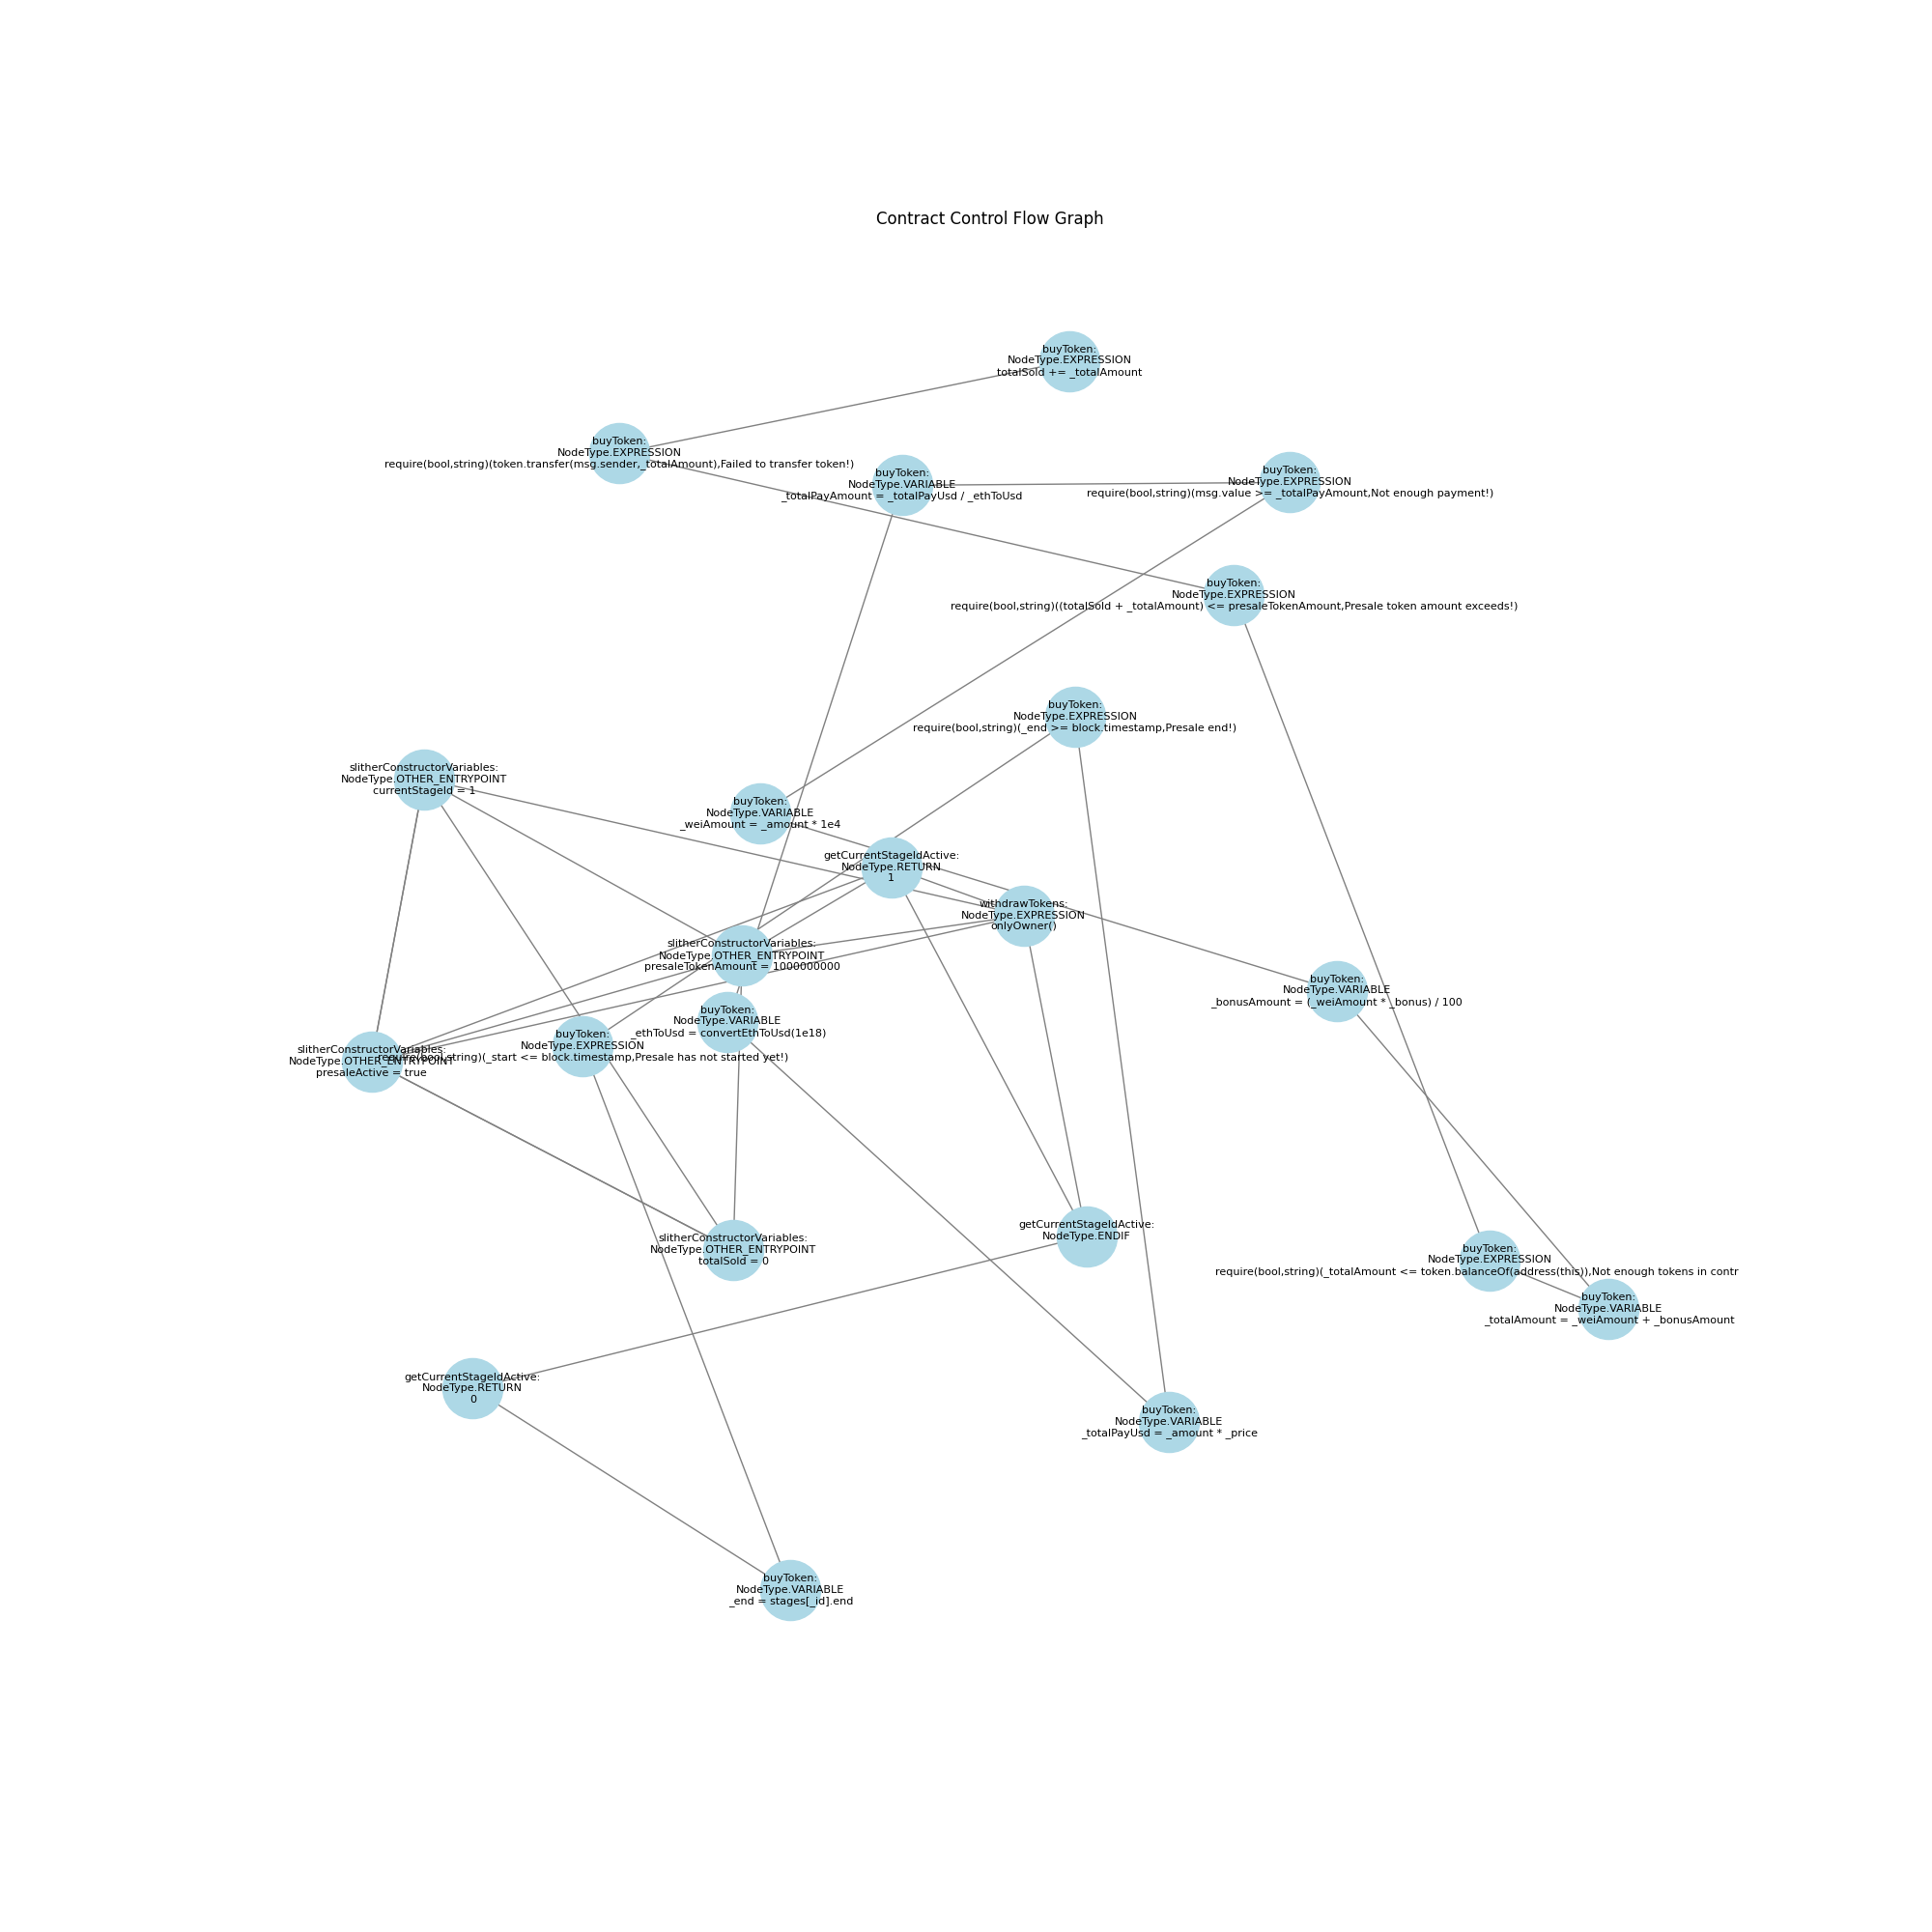 Contract Control Flow Graph
buyToken:
NodeType.EXPRESSION
totalSold += _totalAmount
buyToken:
NodeType.EXPRESSION
require(bool,string)(token.transfer(msg.sender,_totalAmount),Failed to transfer token!)
buyToken:
NodeType.VARIABLE
_totalPayAmount = _totalPayUsd / _ethToUsd
buyToken:
NodeType.EXPRESSION
require(bool,string)(msg.value >= _totalPayAmount,Not enough payment!)
buyToken:
NodeType.EXPRESSION
require(bool,string)((totalSold + _totalAmount) <= presaleTokenAmount,Presale token amount exceeds!)
buyToken:
NodeType.EXPRESSION
require(bool,string)(_end >= block.timestamp,Presale end!)
slitherConstructorVariables:
NodeType.OTHER_ENTRYPOINT
currentStageId = 1
buyToken:
NodeType.VARIABLE
_weiAmount = _amount * 1e4
getCurrentStageIdActive:
NodeType.RETURN
1
withdrawTokens:
NodeType.EXPRESSION
onlyOwner()
slitherConstructorVariables:
NodeType.OTHER_ENTRYPOINT
presaleTokenAmount = 1000000000
buyToken:
NodeType.VARIABLE
_bonusAmount = (_weiAmount * _bonus) / 100
buyToken:
NodeType.VARIABLE
_ethToUsd = convertEthToUsd(1e18)
buyToken:
NodeType.EXPRESSION
require(bool,string)(_start <= block.timestamp,Presale has not started yet!)
slitherConstructorVariables:
NodeType.OTHER_ENTRYPOINT
presaleActive = true
getCurrentStageIdActive:
NodeType.ENDIF
slitherConstructorVariables:
NodeType.OTHER_ENTRYPOINT
totalSold = 0
buyToken:
NodeType.EXPRESSION
require(bool,string)(_totalAmount <= token.balanceOf(address(this)),Not enough tokens in contr
buyToken:
NodeType.VARIABLE
_totalAmount = _weiAmount + _bonusAmount
getCurrentStageIdActive:
NodeType.RETURN
0
buyToken:
NodeType.VARIABLE
_totalPayUsd = _amount * _price
buyToken:
NodeType.VARIABLE
_end = stages[_id].end